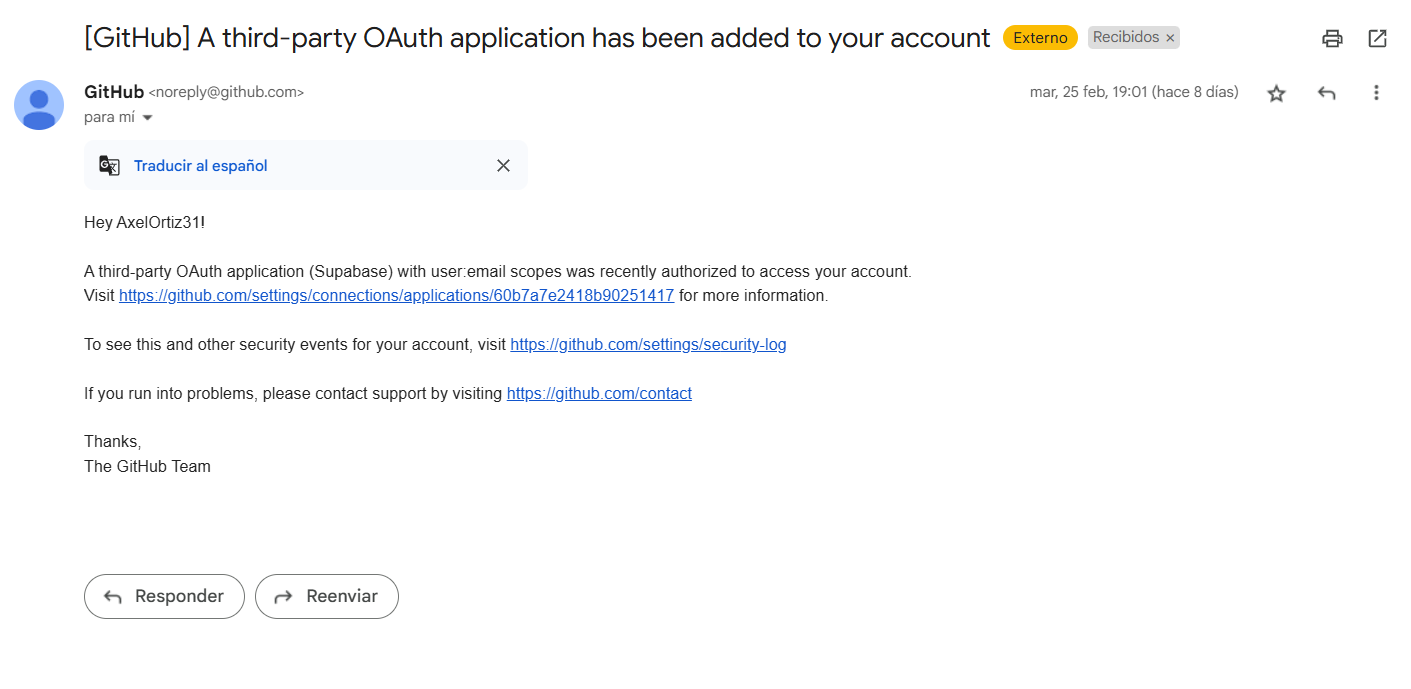 [GitHub] A third-party OAuth application has been added to your account Externo Recibidos ×
GitHub <noreply@github.com> mar, 25 feb, 19:01 (hace 8 días)
para mí
Traducir al español
Hey AxelOrtiz31!
A third-party OAuth application (Supabase) with user:email scopes was recently authorized to access your account.
Visit https://github.com/settings/connections/applications/60b7a7e2418b90251417 for more information.
To see this and other security events for your account, visit https://github.com/settings/security-log
If you run into problems, please contact support by visiting https://github.com/contact
Thanks,
The GitHub Team
Responder Reenviar